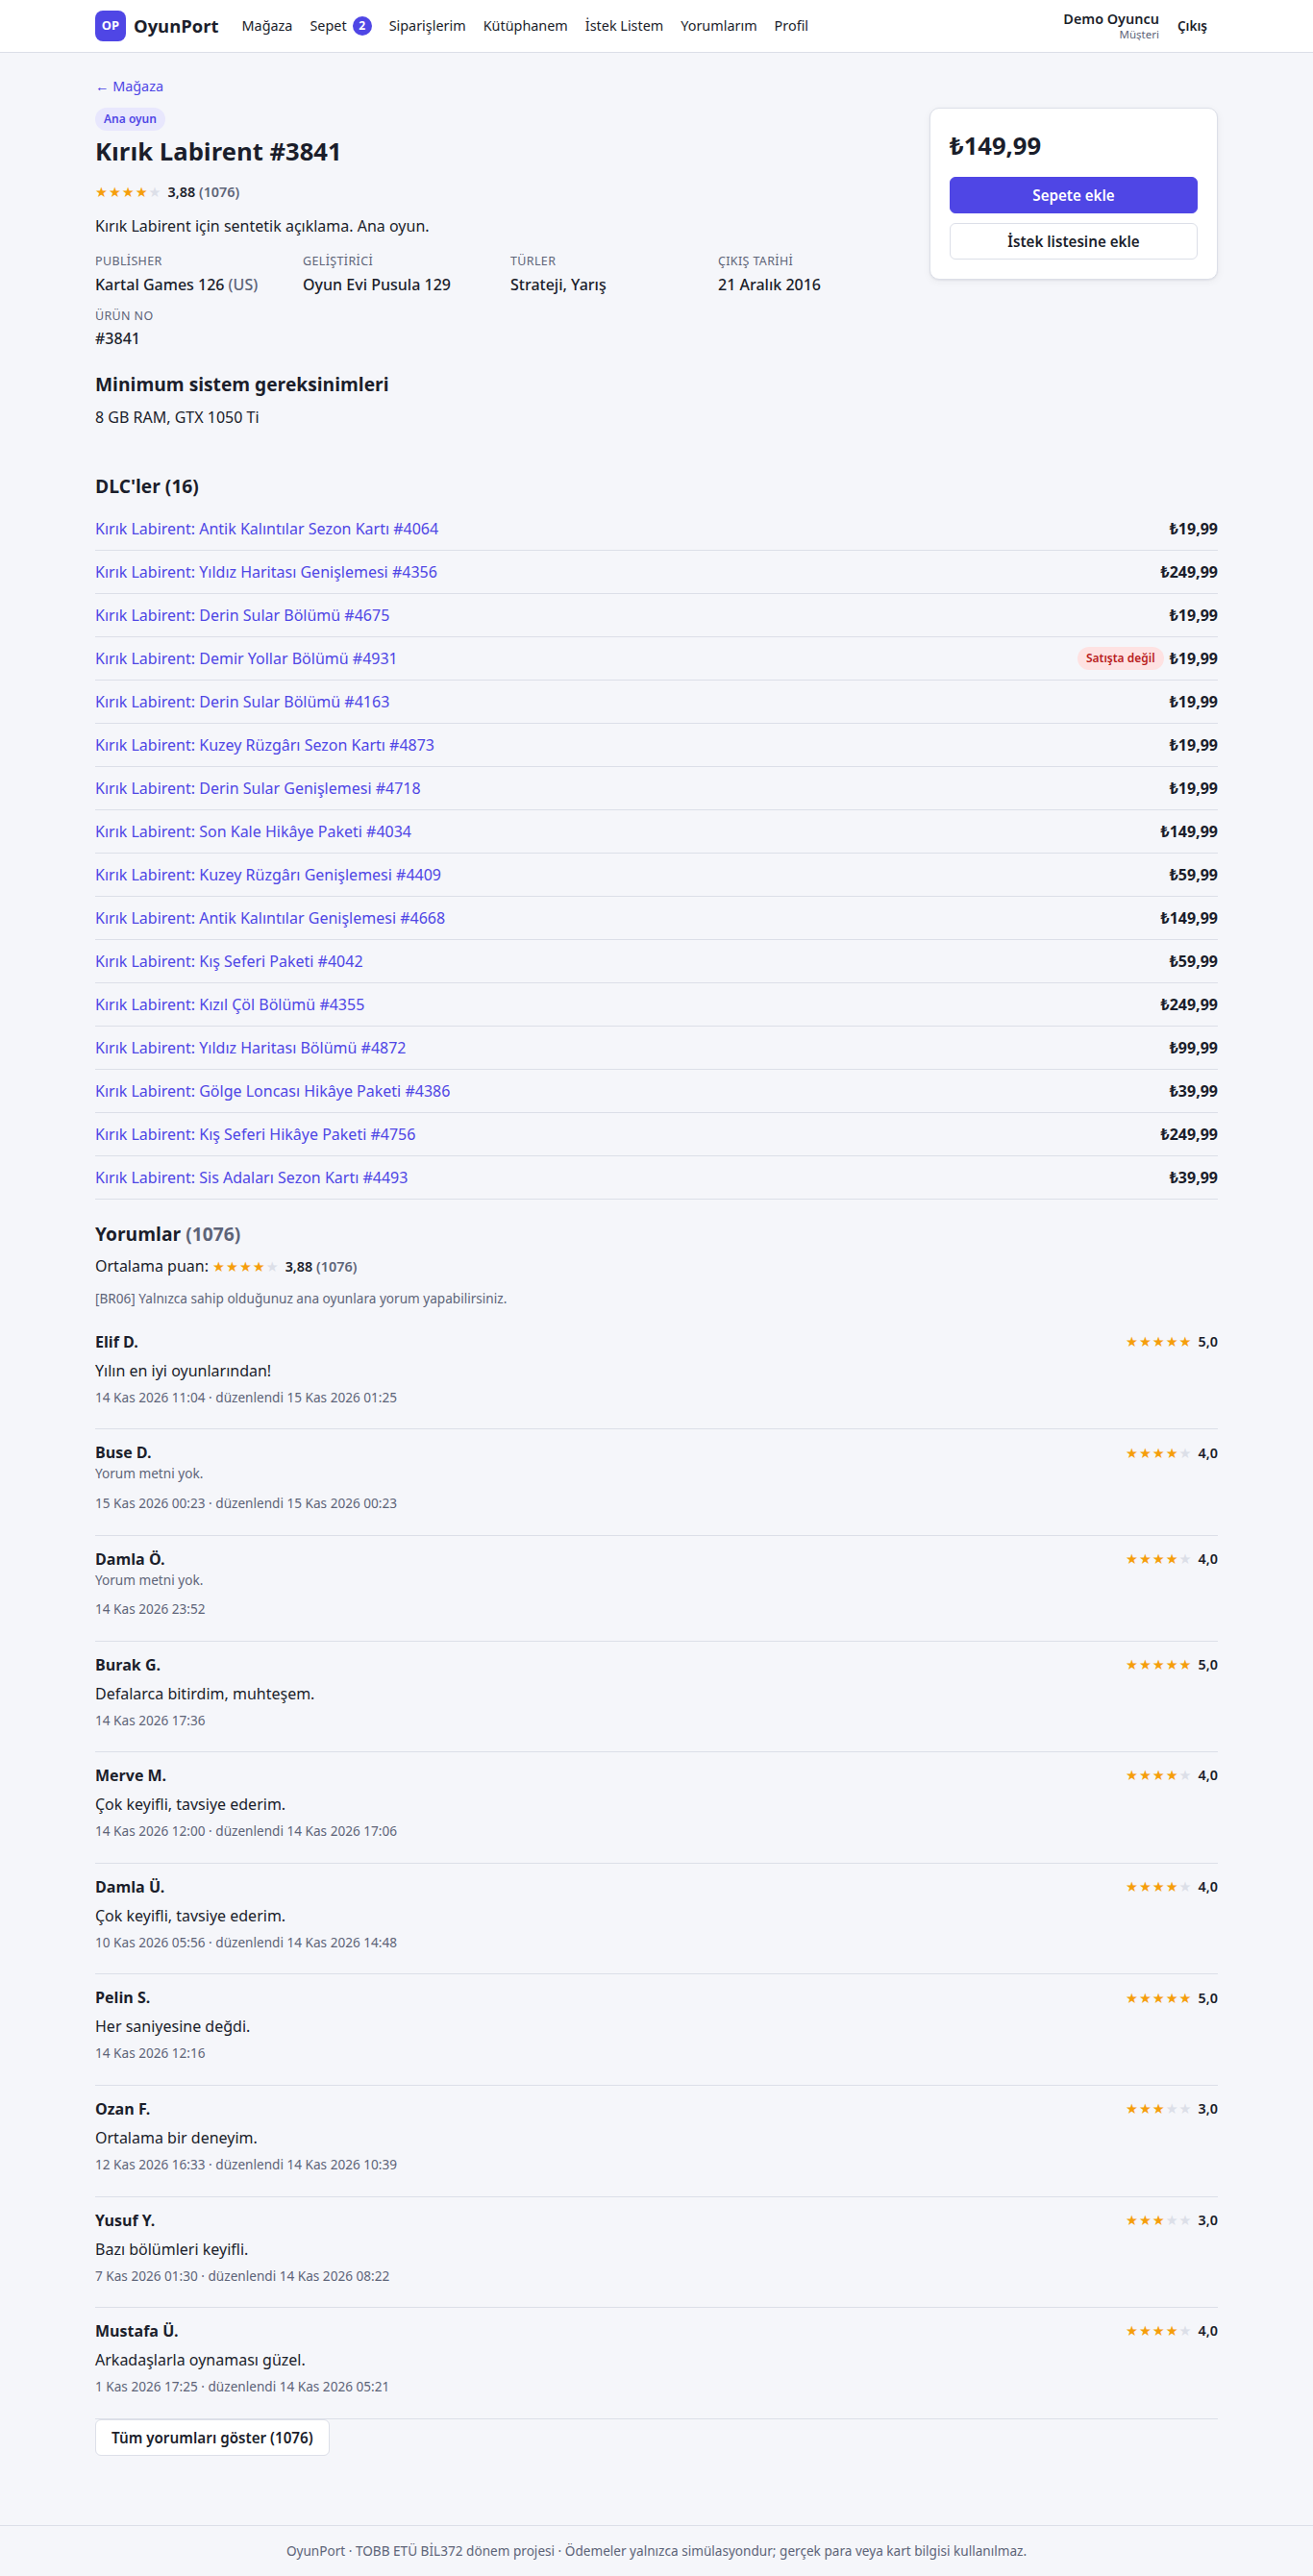 OP OyunPort Mağaza Sepet 2 Siparişlerim Kütüphanem İstek Listem Yorumlarım Profil Demo Oyuncu Çıkış
Müşteri
← Mağaza
Ana oyun
Kırık Labirent #3841
★★★★★ 3,88 (1076)
Kırık Labirent için sentetik açıklama. Ana oyun.
PUBLISHER GELİŞTİRİCİ TÜRLER ÇIKIŞ TARİHİ
Kartal Games 126 (US) Oyun Evi Pusula 129 Strateji, Yarış 21 Aralık 2016
ÜRÜN NO
#3841
₺149,99
Sepete ekle
İstek listesine ekle
Minimum sistem gereksinimleri
8 GB RAM, GTX 1050 Ti
DLC'ler (16)
Kırık Labirent: Antik Kalıntılar Sezon Kartı #4064 ₺19,99
Kırık Labirent: Yıldız Haritası Genişlemesi #4356 ₺249,99
Kırık Labirent: Derin Sular Bölümü #4675 ₺19,99
Kırık Labirent: Demir Yollar Bölümü #4931 Satışta değil ₺19,99
Kırık Labirent: Derin Sular Bölümü #4163 ₺19,99
Kırık Labirent: Kuzey Rüzgârı Sezon Kartı #4873 ₺19,99
Kırık Labirent: Derin Sular Genişlemesi #4718 ₺19,99
Kırık Labirent: Son Kale Hikâye Paketi #4034 ₺149,99
Kırık Labirent: Kuzey Rüzgârı Genişlemesi #4409 ₺59,99
Kırık Labirent: Antik Kalıntılar Genişlemesi #4668 ₺149,99
Kırık Labirent: Kış Seferi Paketi #4042 ₺59,99
Kırık Labirent: Kızıl Çöl Bölümü #4355 ₺249,99
Kırık Labirent: Yıldız Haritası Bölümü #4872 ₺99,99
Kırık Labirent: Gölge Loncası Hikâye Paketi #4386 ₺39,99
Kırık Labirent: Kış Seferi Hikâye Paketi #4756 ₺249,99
Kırık Labirent: Sis Adaları Sezon Kartı #4493 ₺39,99
Yorumlar (1076)
Ortalama puan: ★★★★★ 3,88 (1076)
[BR06] Yalnızca sahip olduğunuz ana oyunlara yorum yapabilirsiniz.
Elif D. ★★★★★ 5,0
Yılın en iyi oyunlarından!
14 Kas 2026 11:04 · düzenlendi 15 Kas 2026 01:25
Buse D. ★★★★★ 4,0
Yorum metni yok.
15 Kas 2026 00:23 · düzenlendi 15 Kas 2026 00:23
Damla Ö. ★★★★★ 4,0
Yorum metni yok.
14 Kas 2026 23:52
Burak G. ★★★★★ 5,0
Defalarca bitirdim, muhteşem.
14 Kas 2026 17:36
Merve M. ★★★★★ 4,0
Çok keyifli, tavsiye ederim.
14 Kas 2026 12:00 · düzenlendi 14 Kas 2026 17:06
Damla Ü. ★★★★★ 4,0
Çok keyifli, tavsiye ederim.
10 Kas 2026 05:56 · düzenlendi 14 Kas 2026 14:48
Pelin S. ★★★★★ 5,0
Her saniyesine değdi.
14 Kas 2026 12:16
Ozan F. ★★★★★ 3,0
Ortalama bir deneyim.
12 Kas 2026 16:33 · düzenlendi 14 Kas 2026 10:39
Yusuf Y. ★★★★★ 3,0
Bazı bölümleri keyifli.
7 Kas 2026 01:30 · düzenlendi 14 Kas 2026 08:22
Mustafa Ü. ★★★★★ 4,0
Arkadaşlarla oynaması güzel.
1 Kas 2026 17:25 · düzenlendi 14 Kas 2026 05:21
Tüm yorumları göster (1076)
OyunPort · TOBB ETÜ BİL372 dönem projesi · Ödemeler yalnızca simülasyondur; gerçek para veya kart bilgisi kullanılmaz.